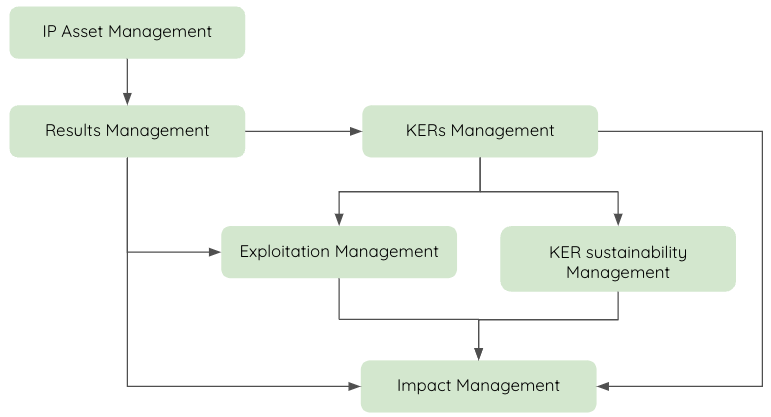 IP Asset Management
Results Management
KERs Management
Exploitation Management
KER sustainability
Management
Impact Management